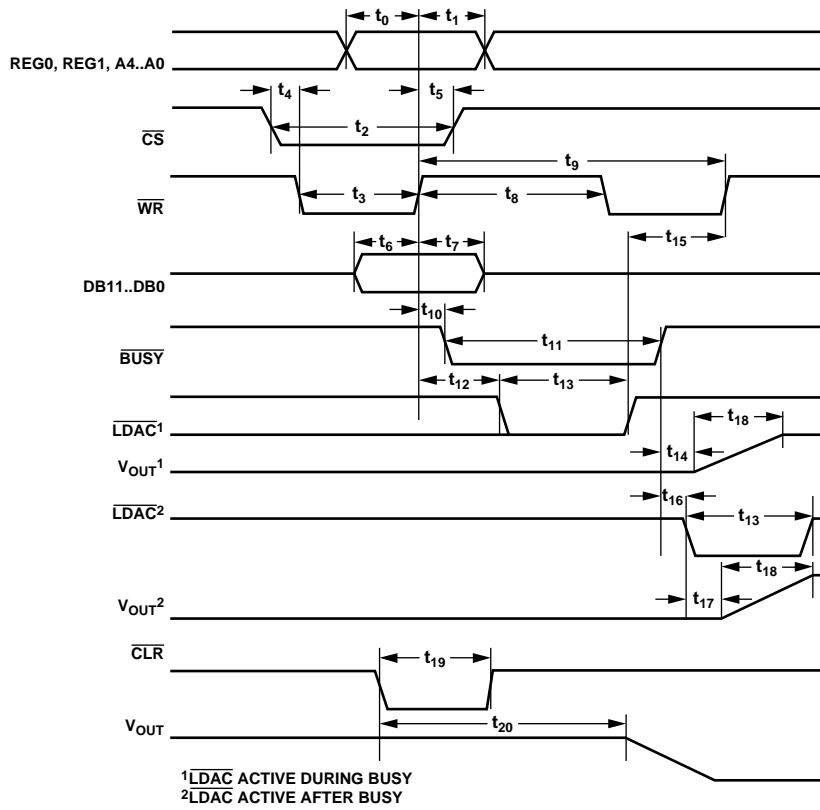 t0 t1
REG0, REG1, A4..A0
t4 t5
t2
CS
t9
t3 t8
WR
t15
t6 t7
DB11..DB0
t10
t11
BUSY
t12 t13
t18
LDAC1
t14
VOUT1
t16
LDAC2
t13
t18
t17
VOUT2
CLR
t19
t20
VOUT
1LDAC ACTIVE DURING BUSY
2LDAC ACTIVE AFTER BUSY